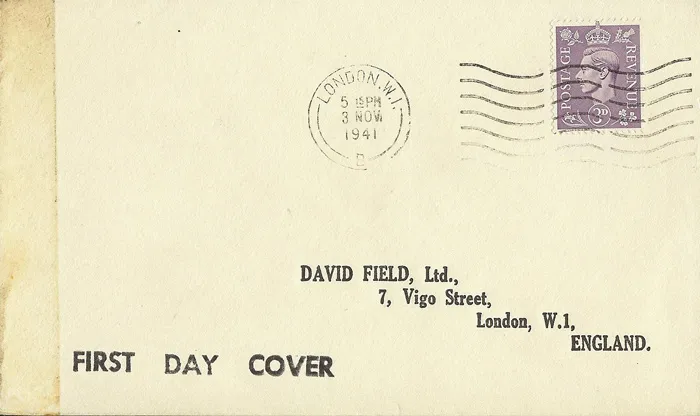 POSTAGE REVENUE
3D
LONDON. W.1.
5 15PM
3 NOV
1941
B
DAVID FIELD, Ltd.,
7, Vigo Street,
London, W.1,
ENGLAND.
FIRST DAY COVER